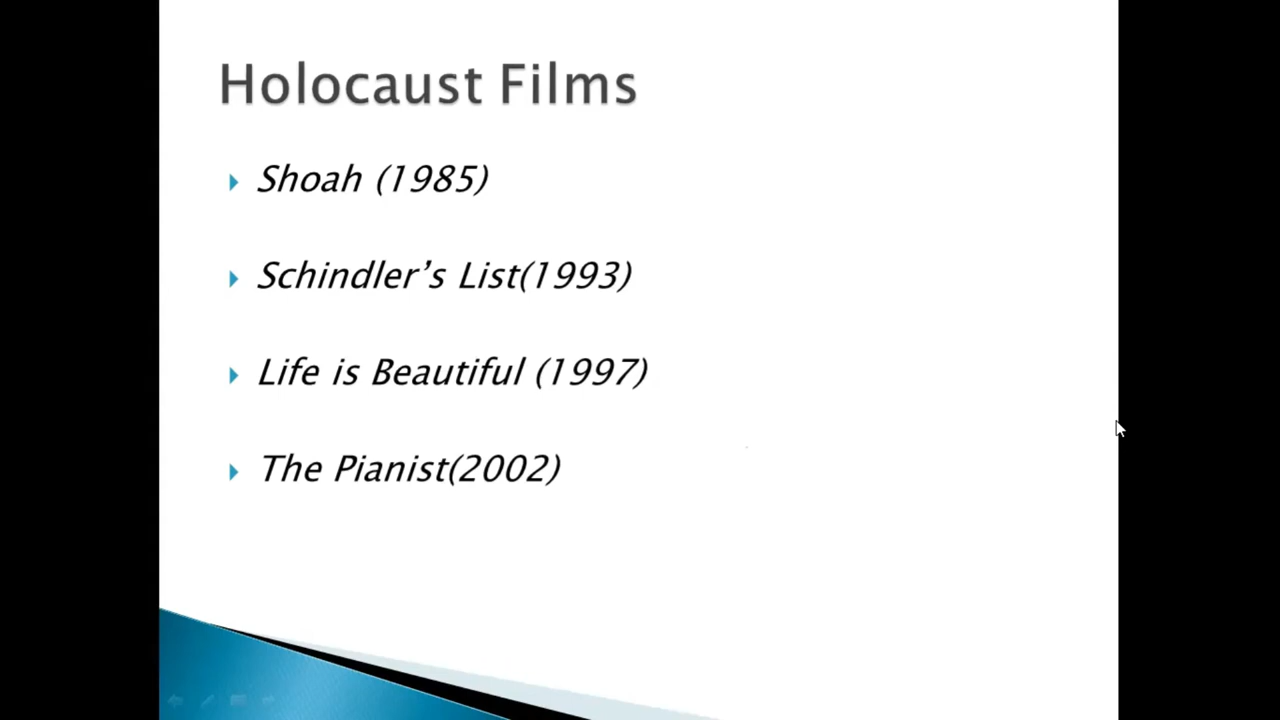 Holocaust Films
Shoah (1985)
Schindler’s List(1993)
Life is Beautiful (1997)
The Pianist(2002)